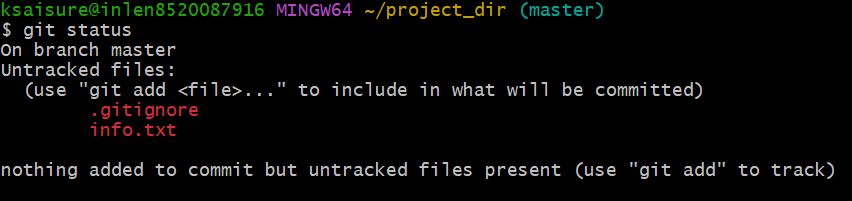 ksaisure@inlen8520087916 MINGW64 ~/project_dir (master)
$ git status
On branch master
Untracked files:
  (use "git add <file>..." to include in what will be committed)
        .gitignore
        info.txt

nothing added to commit but untracked files present (use "git add" to track)